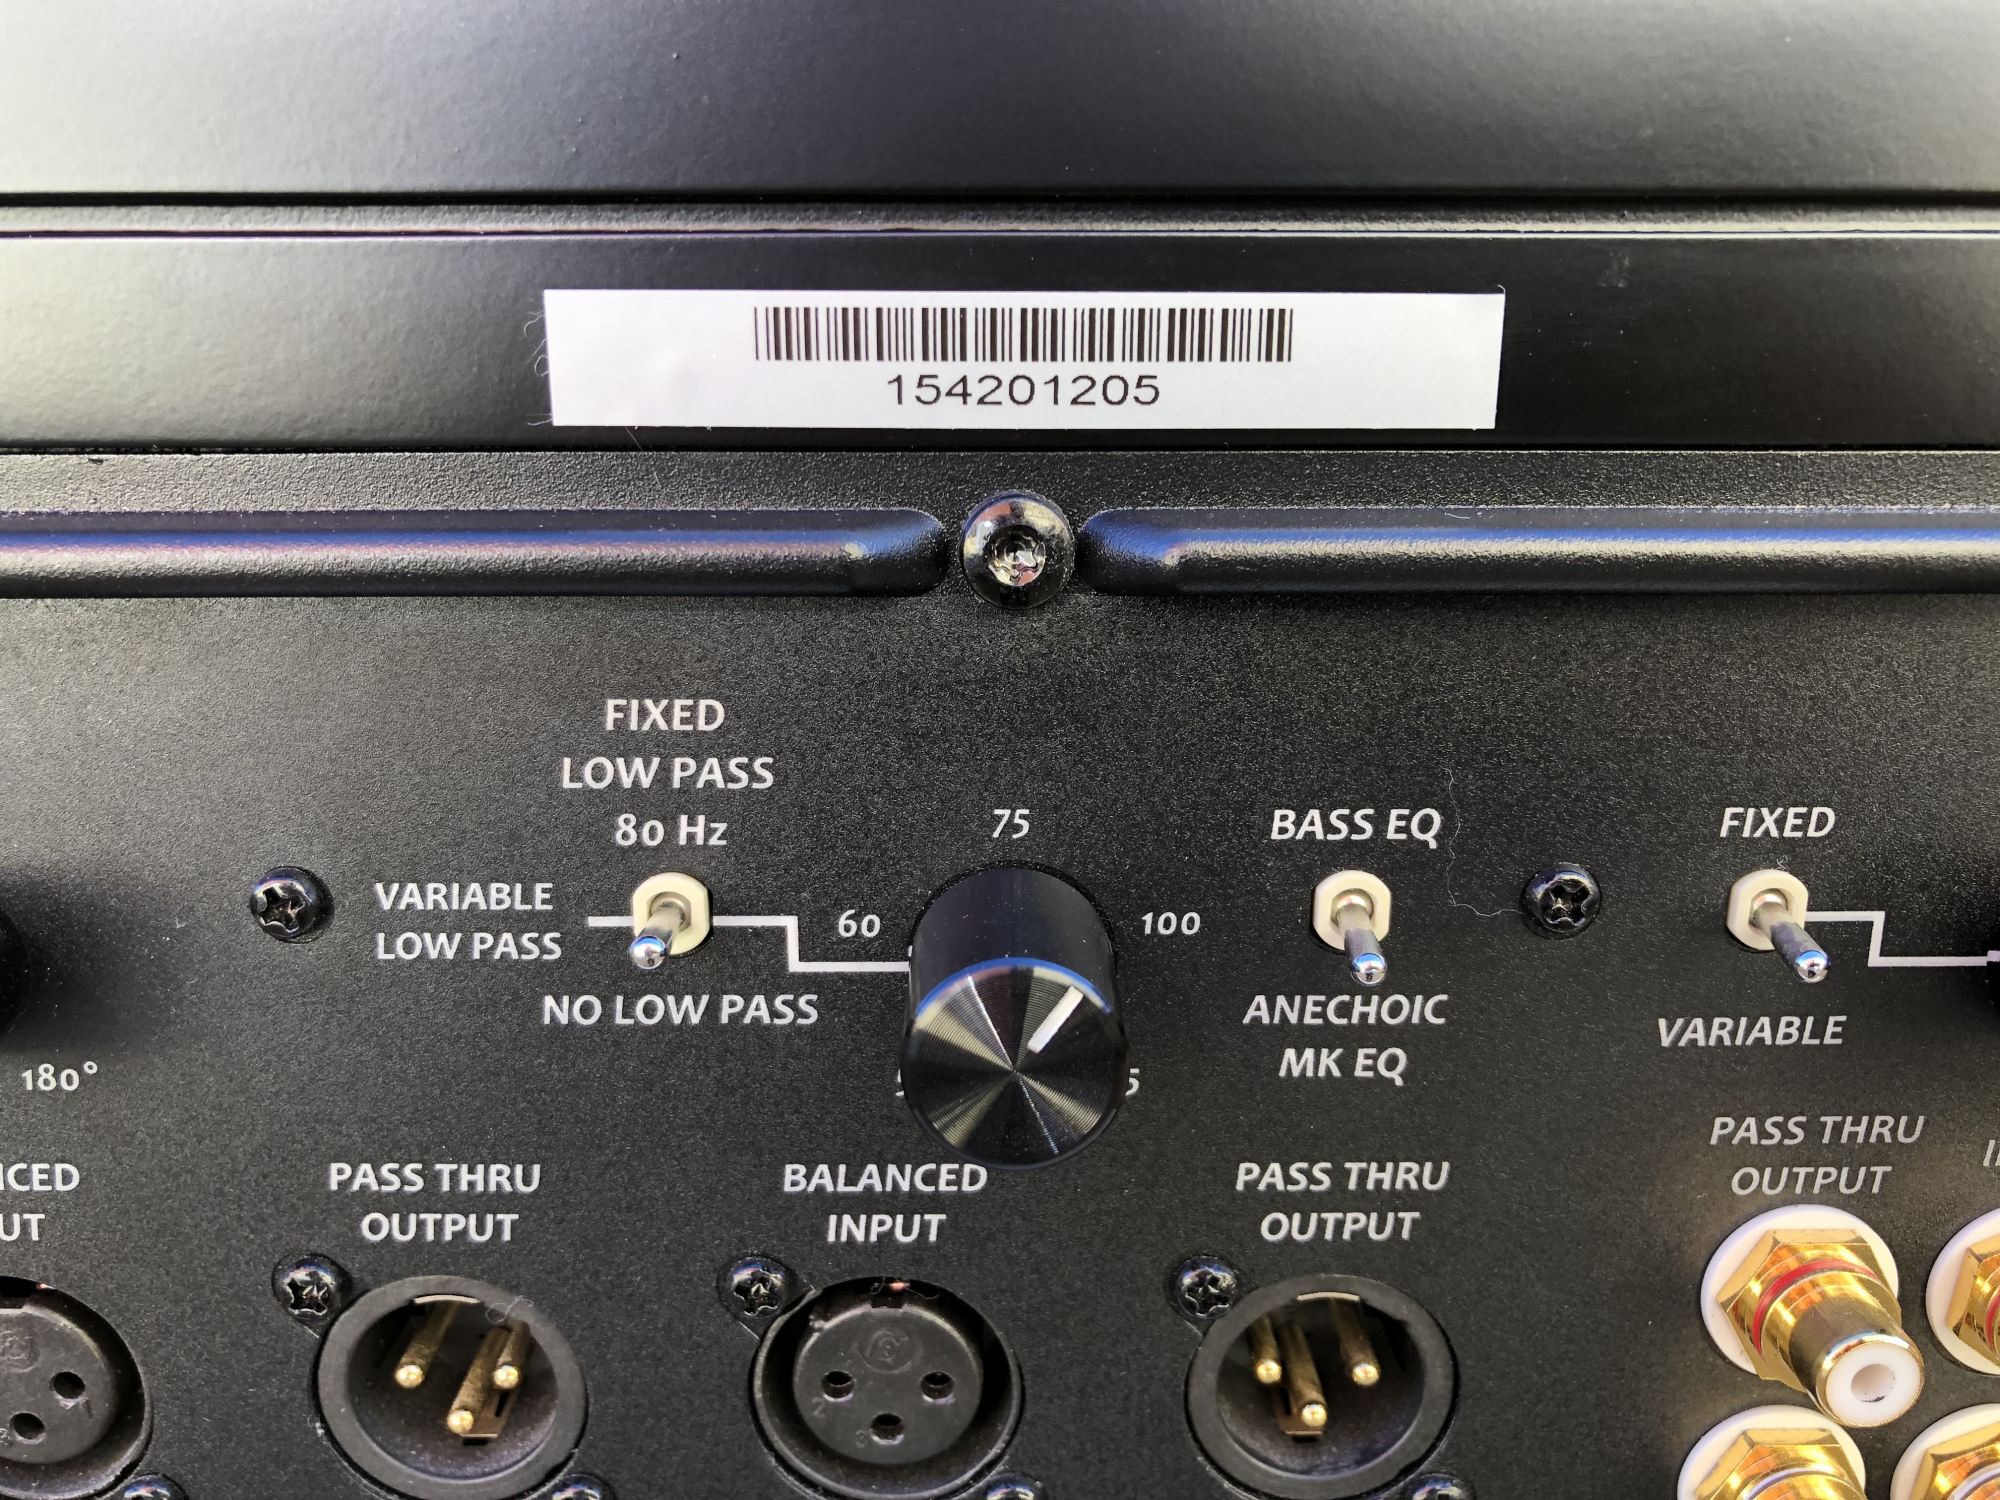 154201205
FIXED
LOW PASS
80 Hz
VARIABLE
LOW PASS
NO LOW PASS
75
60
100
BASS EQ
ANECHOIC
MK EQ
FIXED
VARIABLE
180°
PASS THRU
OUTPUT
BALANCED
INPUT
PASS THRU
OUTPUT
PASS THRU
OUTPUT